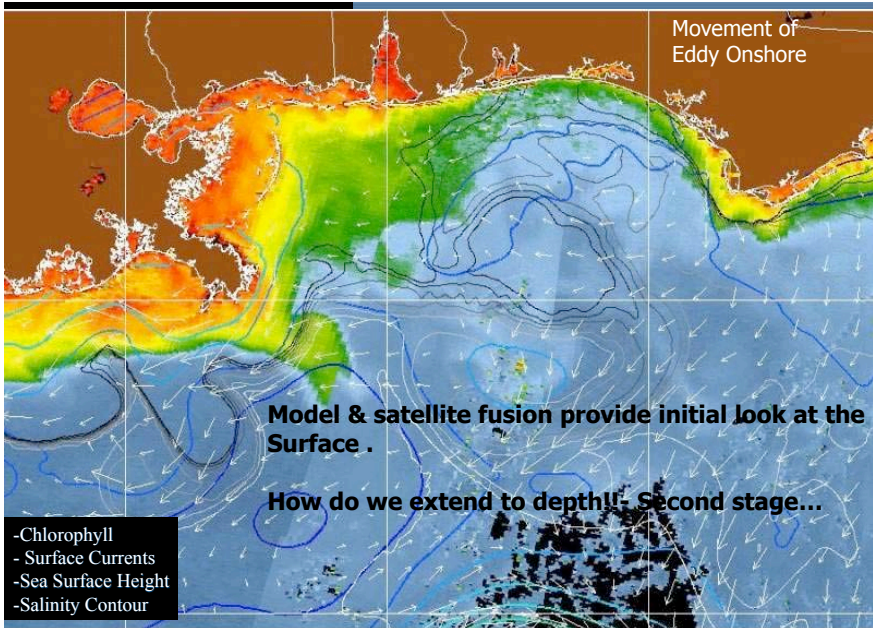 Movement of
Eddy Onshore
Model & satellite fusion provide initial look at the
Surface .
How do we extend to depth!!- Second stage...
-Chlorophyll
- Surface Currents
-Sea Surface Height
-Salinity Contour